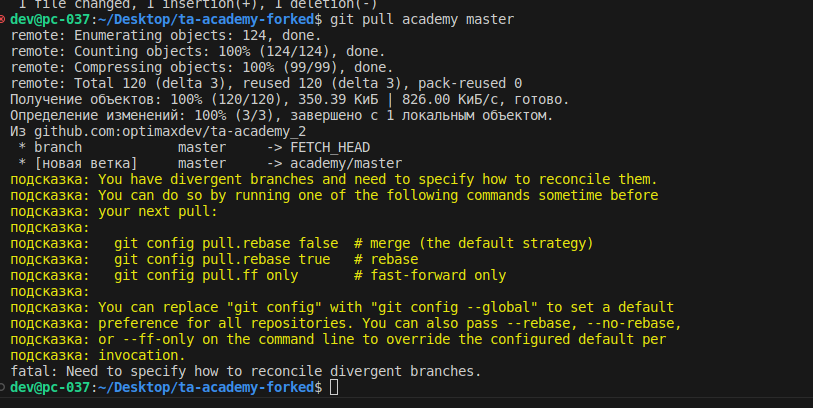 1 file changed, 1 insertion(+), 1 deletion(-)
dev@pc-037:~/Desktop/ta-academy-forked$ git pull academy master
remote: Enumerating objects: 124, done.
remote: Counting objects: 100% (124/124), done.
remote: Compressing objects: 100% (99/99), done.
remote: Total 120 (delta 3), reused 120 (delta 3), pack-reused 0
Получение объектов: 100% (120/120), 350.39 КиБ | 826.00 КиБ/с, готово.
Определение изменений: 100% (3/3), завершено с 1 локальным объектом.
Из github.com:optimaxdev/ta-academy_2
 * branch            master     -> FETCH_HEAD
 * [новая ветка]     master     -> academy/master
подсказка: You have divergent branches and need to specify how to reconcile them.
подсказка: You can do so by running one of the following commands sometime before
подсказка: your next pull:
подсказка:
подсказка:   git config pull.rebase false  # merge (the default strategy)
подсказка:   git config pull.rebase true   # rebase
подсказка:   git config pull.ff only       # fast-forward only
подсказка:
подсказка: You can replace "git config" with "git config --global" to set a default
подсказка: preference for all repositories. You can also pass --rebase, --no-rebase,
подсказка: or --ff-only on the command line to override the configured default per
подсказка: invocation.
fatal: Need to specify how to reconcile divergent branches.
dev@pc-037:~/Desktop/ta-academy-forked$